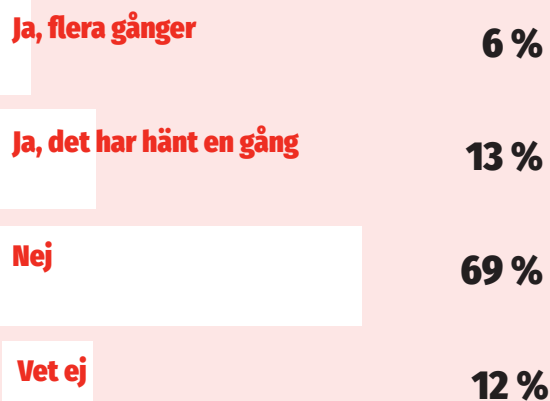 Ja, flera gånger
6 %
Ja, det har hänt en gång
13 %
Nej
69 %
Vet ej
12 %